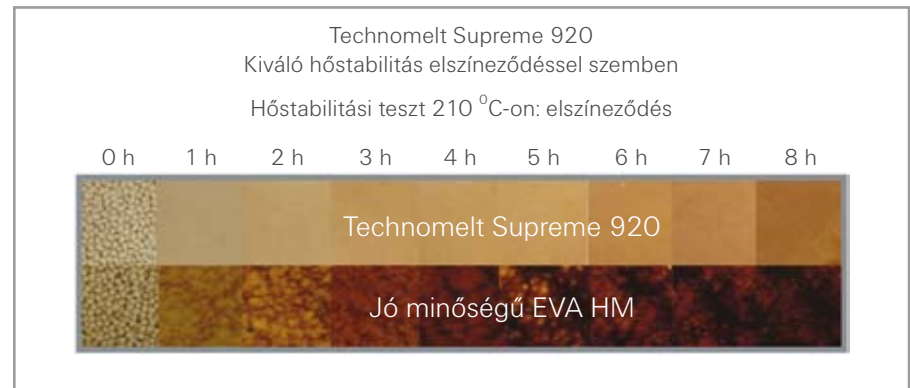 Technomelt Supreme 920
Kiváló hőstabilitás elszíneződéssel szemben
Hőstabilitási teszt 210 ⁰C-on: elszíneződés
0 h 1 h 2 h 3 h 4 h 5 h 6 h 7 h 8 h
Technomelt Supreme 920
Jó minőségű EVA HM